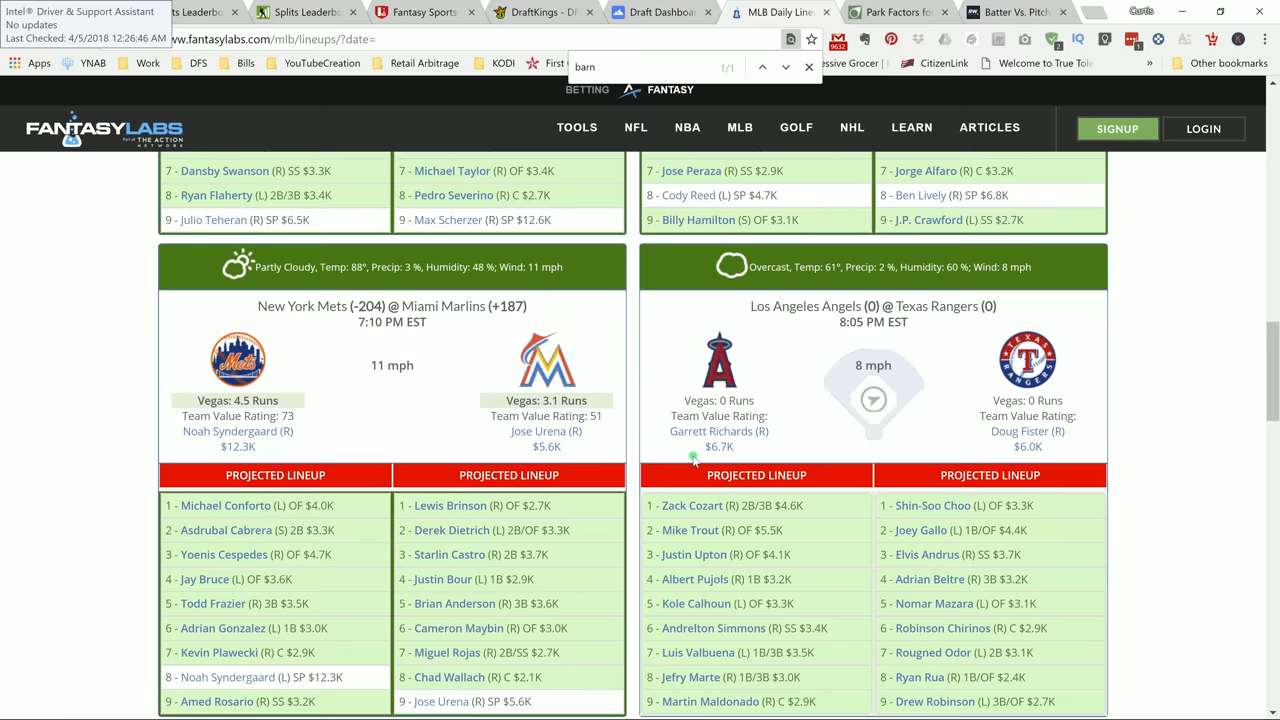 Intel® Driver & Support Assistant
No updates
Last Checked: 4/5/2018 12:26:46 AM
ts Leaderbo
Splits Leaderbo
Fantasy Sports
DraftKings - DF
Draft Dashboa
MLB Daily Line
Park Factors fo
Batter Vs. Pitch
Curtis
ww.fantasylabs.com/mlb/lineups/?date=
9632
barn 1/1
Apps YNAB Work DFS Bills YouTubeCreation Retail Arbitrage KODI First essive Grocer | CitizenLink Welcome to True Tole Other bookmarks
BETTING FANTASY
FANTASYLABS
TOOLS NFL NBA MLB GOLF NHL LEARN ARTICLES SIGNUP LOGIN
7 - Dansby Swanson (R) SS $3.3K
8 - Ryan Flaherty (L) 2B/3B $3.4K
9 - Julio Teheran (R) SP $6.5K
7 - Michael Taylor (R) OF $3.4K
8 - Pedro Severino (R) C $2.7K
9 - Max Scherzer (R) SP $12.6K
7 - Jose Peraza (R) SS $2.9K
8 - Cody Reed (L) SP $4.7K
9 - Billy Hamilton (S) OF $3.1K
7 - Jorge Alfaro (R) C $3.2K
8 - Ben Lively (R) SP $6.8K
9 - J.P. Crawford (L) SS $2.7K
Partly Cloudy, Temp: 88°, Precip: 3 %, Humidity: 48 %; Wind: 11 mph
New York Mets (-204) @ Miami Marlins (+187)
7:10 PM EST
Mets
11 mph
Vegas: 4.5 Runs
Team Value Rating: 73
Noah Syndergaard (R)
$12.3K
Vegas: 3.1 Runs
Team Value Rating: 51
Jose Urena (R)
$5.6K
PROJECTED LINEUP
1 - Michael Conforto (L) OF $4.0K
2 - Asdrubal Cabrera (S) 2B $3.3K
3 - Yoenis Cespedes (R) OF $4.7K
4 - Jay Bruce (L) OF $3.6K
5 - Todd Frazier (R) 3B $3.5K
6 - Adrian Gonzalez (L) 1B $3.0K
7 - Kevin Plawecki (R) C $2.9K
8 - Noah Syndergaard (L) SP $12.3K
9 - Amed Rosario (R) SS $3.2K
PROJECTED LINEUP
1 - Lewis Brinson (R) OF $2.7K
2 - Derek Dietrich (L) 2B/OF $3.3K
3 - Starlin Castro (R) 2B $3.7K
4 - Justin Bour (L) 1B $2.9K
5 - Brian Anderson (R) 3B $3.6K
6 - Cameron Maybin (R) OF $3.0K
7 - Miguel Rojas (R) 2B/SS $2.7K
8 - Chad Wallach (R) C $2.1K
9 - Jose Urena (R) SP $5.6K
Overcast, Temp: 61°, Precip: 2 %, Humidity: 60 %; Wind: 8 mph
Los Angeles Angels (0) @ Texas Rangers (0)
8:05 PM EST
8 mph
Vegas: 0 Runs
Team Value Rating:
Garrett Richards (R)
$6.7K
Vegas: 0 Runs
Team Value Rating:
Doug Fister (R)
$6.0K
PROJECTED LINEUP
1 - Zack Cozart (R) 2B/3B $4.6K
2 - Mike Trout (R) OF $5.5K
3 - Justin Upton (R) OF $4.1K
4 - Albert Pujols (R) 1B $3.2K
5 - Kole Calhoun (L) OF $3.3K
6 - Andrelton Simmons (R) SS $3.4K
7 - Luis Valbuena (L) 1B/3B $3.5K
8 - Jefry Marte (R) 1B/3B $3.0K
9 - Martin Maldonado (R) C $2.9K
PROJECTED LINEUP
1 - Shin-Soo Choo (L) OF $3.3K
2 - Joey Gallo (L) 1B/OF $4.4K
3 - Elvis Andrus (R) SS $3.7K
4 - Adrian Beltre (R) 3B $3.2K
5 - Nomar Mazara (L) OF $3.1K
6 - Robinson Chirinos (R) C $2.9K
7 - Rougned Odor (L) 2B $3.1K
8 - Ryan Rua (R) 1B/OF $2.4K
9 - Drew Robinson (L) 3B/OF $2.7K